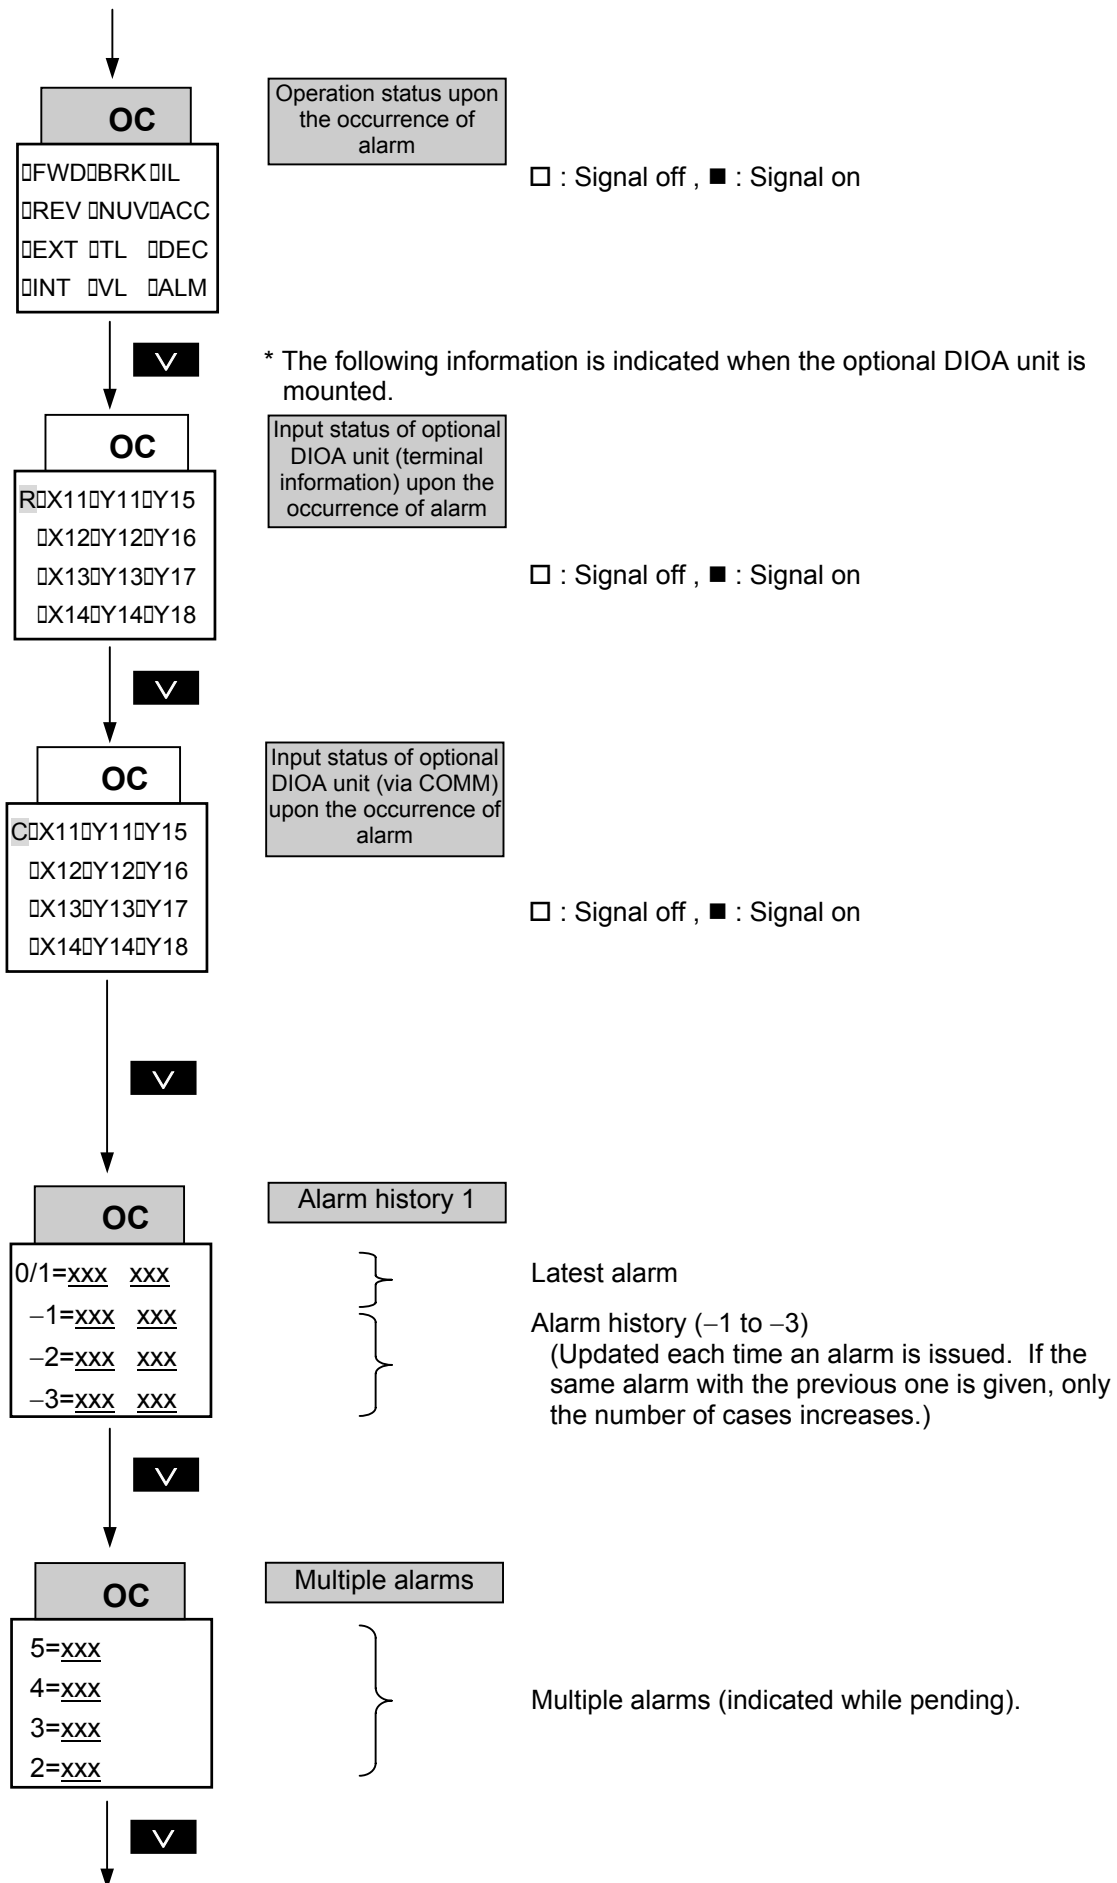 OC
Operation status upon
the occurrence of
alarm
▯FWD▯BRK▯IL
▯REV ▯NUV▯ACC
▯EXT ▯TL ▯DEC
▯INT ▯VL ▯ALM
□ : Signal off , ■ : Signal on
∨
* The following information is indicated when the optional DIOA unit is
mounted.
OC
Input status of optional
DIOA unit (terminal
information) upon the
occurrence of alarm
R▯X11▯Y11▯Y15
▯X12▯Y12▯Y16
▯X13▯Y13▯Y17
▯X14▯Y14▯Y18
□ : Signal off , ■ : Signal on
∨
OC
Input status of optional
DIOA unit (via COMM)
upon the occurrence of
alarm
C▯X11▯Y11▯Y15
▯X12▯Y12▯Y16
▯X13▯Y13▯Y17
▯X14▯Y14▯Y18
□ : Signal off , ■ : Signal on
∨
OC
Alarm history 1
0/1=xxx xxx
−1=xxx xxx
−2=xxx xxx
−3=xxx xxx
Latest alarm
Alarm history (−1 to −3)
(Updated each time an alarm is issued. If the
same alarm with the previous one is given, only
the number of cases increases.)
∨
OC
Multiple alarms
5=xxx
4=xxx
3=xxx
2=xxx
Multiple alarms (indicated while pending).
∨